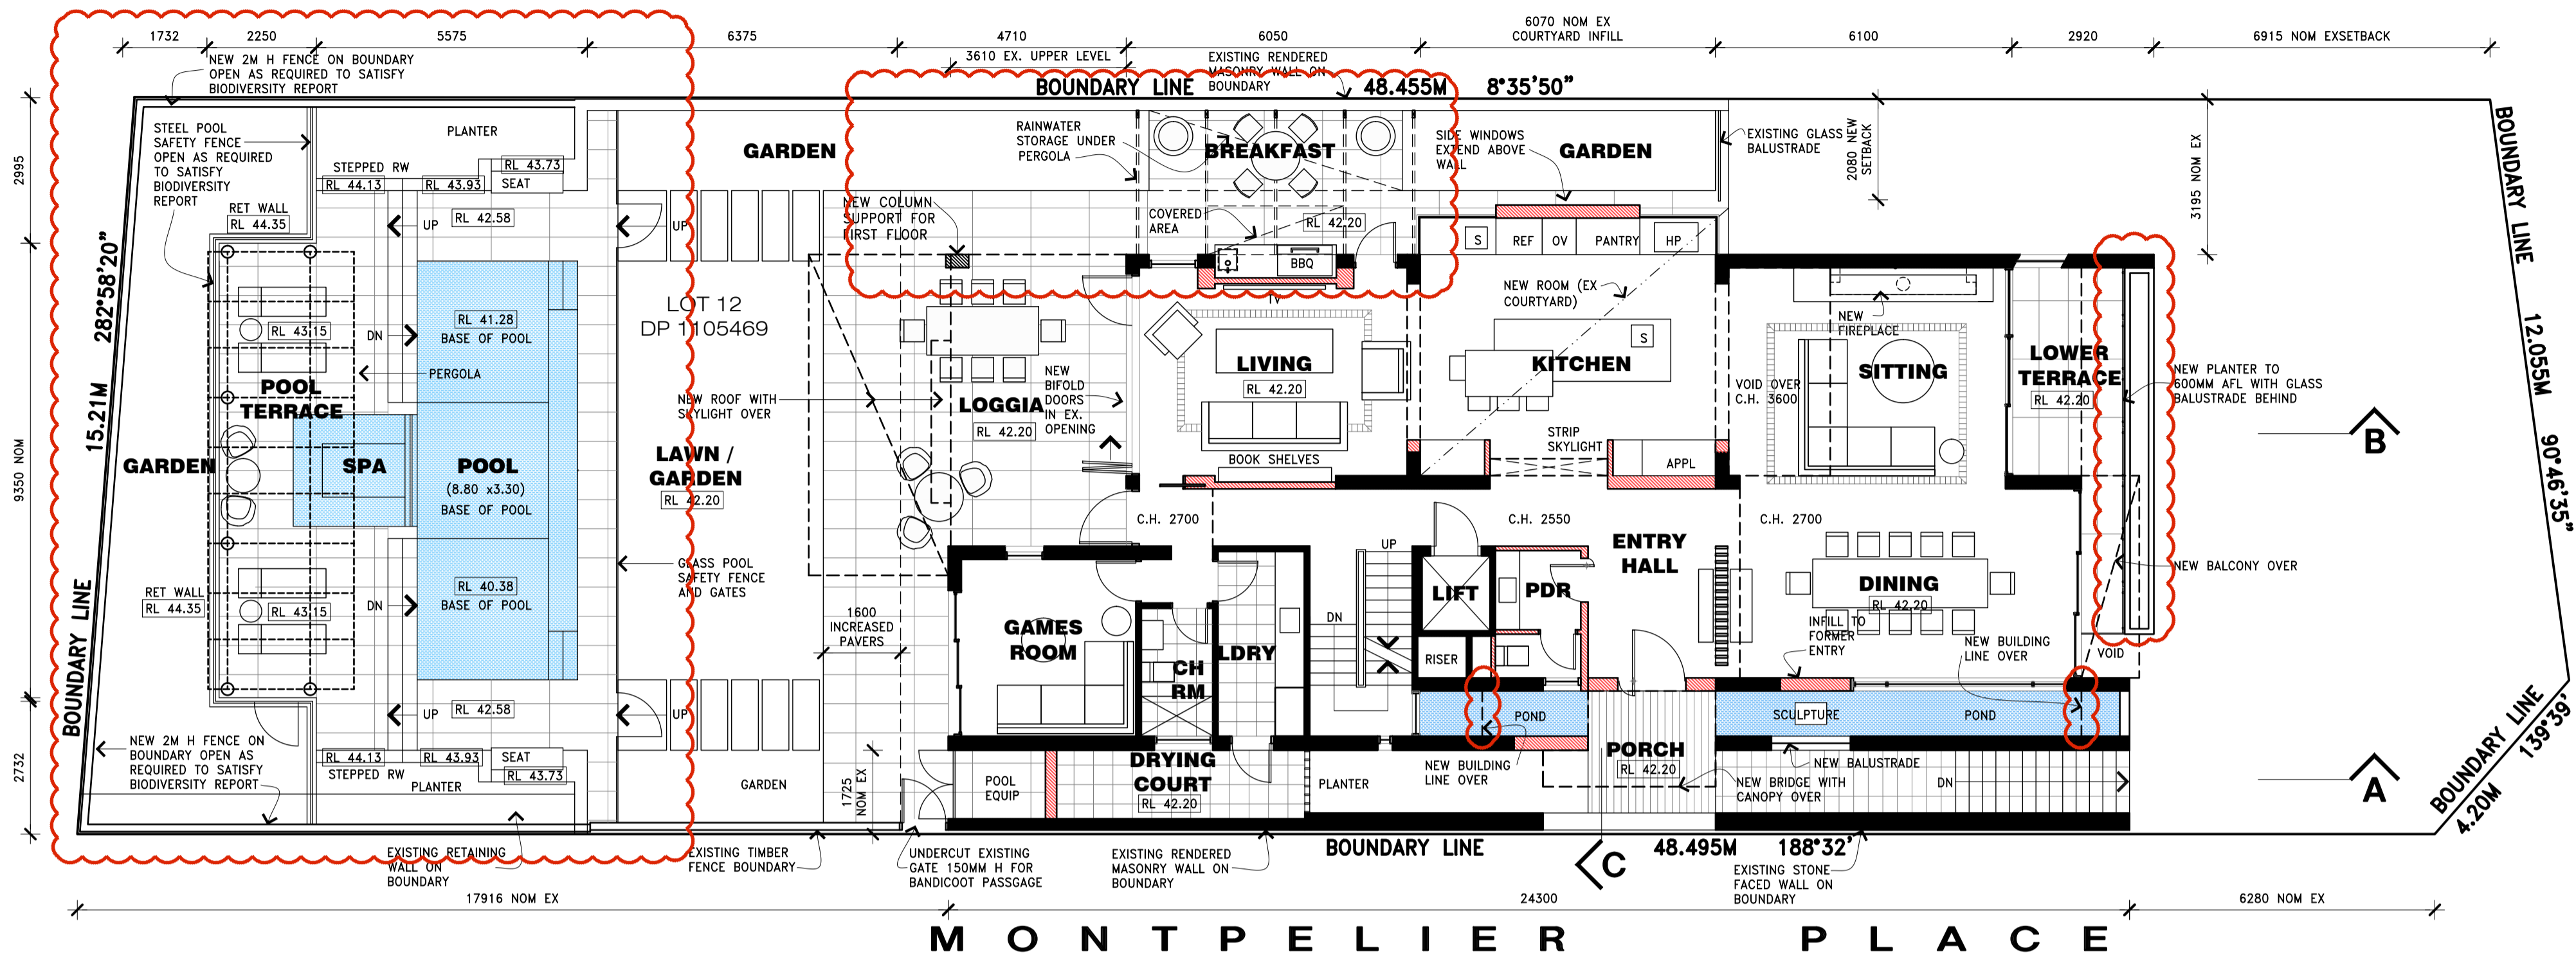 6070 NOM EX
COURTYARD INFILL
1732
2250
5575
6375
4710
6050
6100
2920
6915 NOM EXSETBACK
3610 EX. UPPER LEVEL
NEW 2M H FENCE ON BOUNDARY
OPEN AS REQUIRED TO SATISFY
BIODIVERSITY REPORT
EXISTING RENDERED
MASONRY WALL ON
BOUNDARY
BOUNDARY LINE 48.455M 8°35'50"
STEEL POOL
SAFETY FENCE
OPEN AS REQUIRED
TO SATISFY
BIODIVERSITY
REPORT
PLANTER
STEPPED RW
RL 44.13
RL 43.93
RL 43.73
SEAT
RET WALL
RL 44.35
UP
RL 42.58
UP
GARDEN
RAINWATER
STORAGE UNDER
PERGOLA
BREAKFAST
SIDE WINDOWS
EXTEND ABOVE
WALL
GARDEN
EXISTING GLASS
BALUSTRADE
2080 NEW
SETBACK
3195 NOM EX
2995
9350 NOM
2732
NEW COLUMN
SUPPORT FOR
FIRST FLOOR
COVERED
AREA
RL 42.20
BBQ
TV
S
REF
OV
PANTRY
HP
BOUNDARY LINE 12.055M 90°46'35"
BOUNDARY LINE 15.21M 282°58'20"
LOT 12
DP 1105469
RL 41.28
BASE OF POOL
RL 43.15
DN
PERGOLA
POOL
TERRACE
GARDEN
SPA
POOL
(8.80 x3.30)
BASE OF POOL
NEW ROOF WITH
SKYLIGHT OVER
LAWN /
GARDEN
RL 42.20
LOGGIA
RL 42.20
NEW
BIFOLD
DOORS
IN EX.
OPENING
LIVING
RL 42.20
BOOK SHELVES
NEW ROOM (EX
COURTYARD)
S
KITCHEN
STRIP
SKYLIGHT
APPL
NEW
FIREPLACE
VOID OVER
C.H. 3600
SITTING
LOWER
TERRACE
RL 42.20
NEW PLANTER TO
600MM AFL WITH GLASS
BALUSTRADE BEHIND
B
C.H. 2700
C.H. 2550
C.H. 2700
UP
DN
ENTRY
HALL
LIFT
PDR
RISER
DINING
RL 42.20
INFILL TO
FORMER
ENTRY
NEW BUILDING
LINE OVER
VOID
NEW BALCONY OVER
RET WALL
RL 44.35
RL 43.15
DN
RL 40.38
BASE OF POOL
GLASS POOL
SAFETY FENCE
AND GATES
1600
INCREASED
PAVERS
GAMES
ROOM
CH
RM
LDRY
UP
RL 42.58
UP
NEW 2M H FENCE ON
BOUNDARY OPEN AS
REQUIRED TO SATISFY
BIODIVERSITY REPORT
RL 44.13
RL 43.93
SEAT
RL 43.73
STEPPED RW
PLANTER
GARDEN
1725
NOM EX
POOL
EQUIP
DRYING
COURT
RL 42.20
PLANTER
POND
NEW BUILDING
LINE OVER
PORCH
RL 42.20
SCULPTURE
POND
NEW BALUSTRADE
NEW BRIDGE WITH
CANOPY OVER
DN
A
BOUNDARY LINE 139°39'
4.20M
BOUNDARY LINE
EXISTING RETAINING
WALL ON
BOUNDARY
EXISTING TIMBER
FENCE BOUNDARY
UNDERCUT EXISTING
GATE 150MM H FOR
BANDICOOT PASSGAGE
EXISTING RENDERED
MASONRY WALL ON
BOUNDARY
BOUNDARY LINE
C
48.495M 188°32'
EXISTING STONE
FACED WALL ON
BOUNDARY
17916 NOM EX
24300
6280 NOM EX
MONTPELIER PLACE